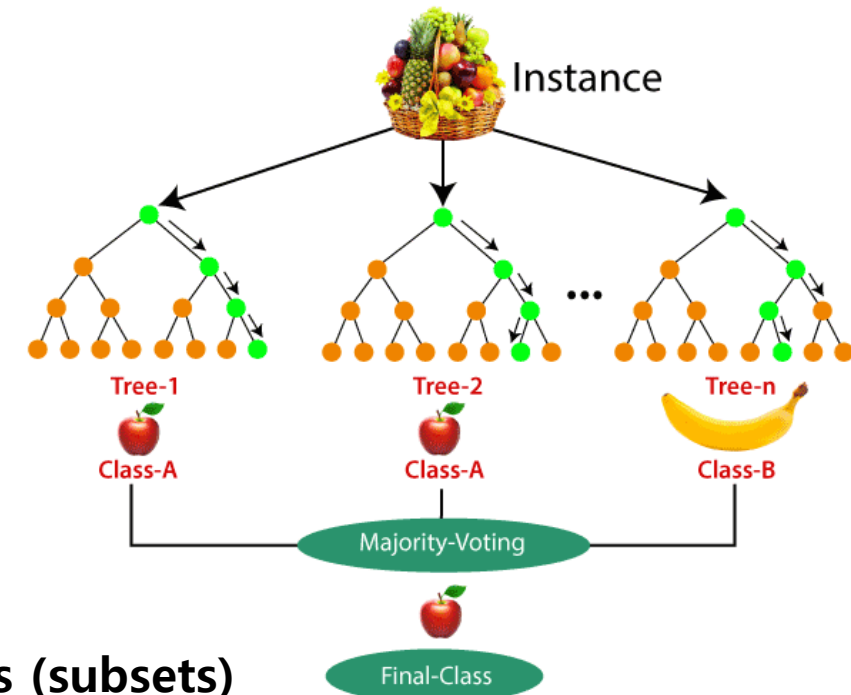 Instance
...
Tree-1 Tree-2 Tree-n
Class-A Class-A Class-B
Majority-Voting
s (subsets)
Final-Class